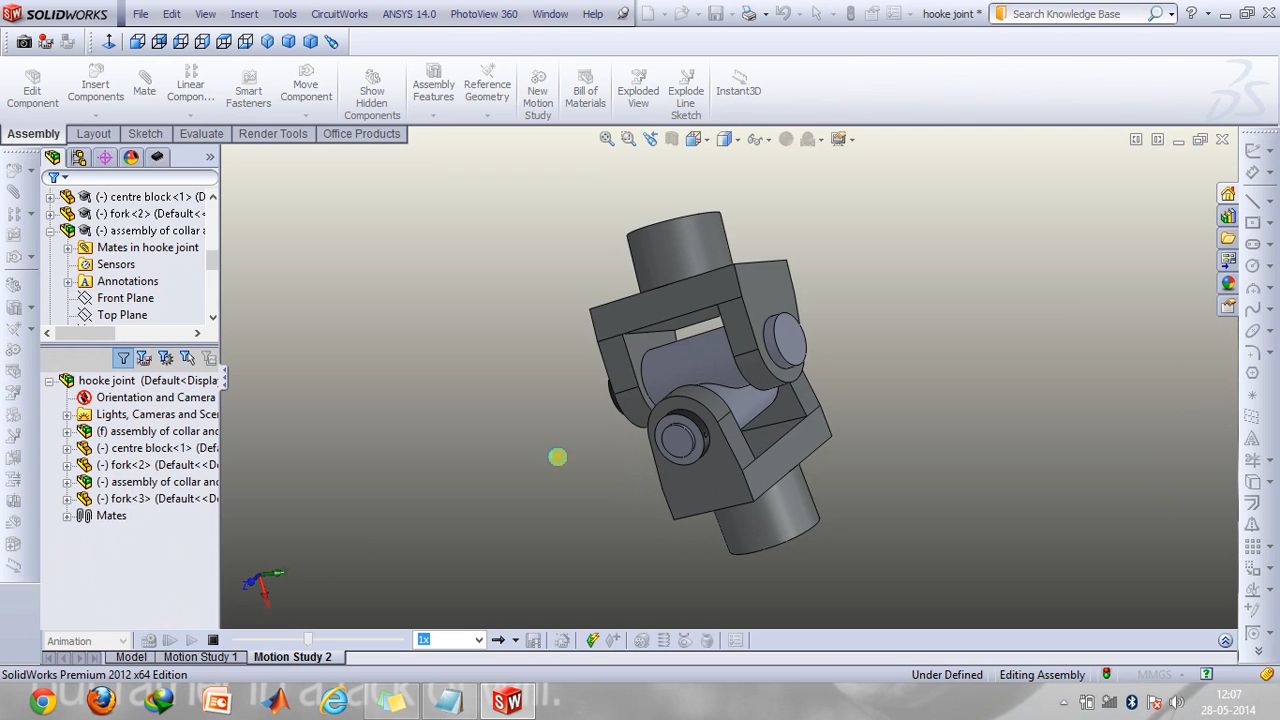 SOLIDWORKS File Edit View Insert Tools CircuitWorks ANSYS 14.0 PhotoView 360 Window Help hooke joint * Search Knowledge Base
Edit Component
Insert Components
Mate
Linear Compon...
Smart Fasteners
Move Component
Show Hidden Components
Assembly Features
Reference Geometry
New Motion Study
Bill of Materials
Exploded View
Explode Line Sketch
Instant3D
Assembly Layout Sketch Evaluate Render Tools Office Products
(-) centre block<1> (D
(-) fork<2> (Default<<
(-) assembly of collar a
Mates in hooke joint
Sensors
Annotations
Front Plane
Top Plane
hooke joint (Default<Display
Orientation and Camera
Lights, Cameras and Scen
(f) assembly of collar and
(-) centre block<1> (Def
(-) fork<2> (Default<<D
(-) assembly of collar and
(-) fork<3> (Default<<D
Mates
Z
Animation 1x
Model Motion Study 1 Motion Study 2
SolidWorks Premium 2012 x64 Edition Under Defined Editing Assembly MMGS
12:07
28-05-2014